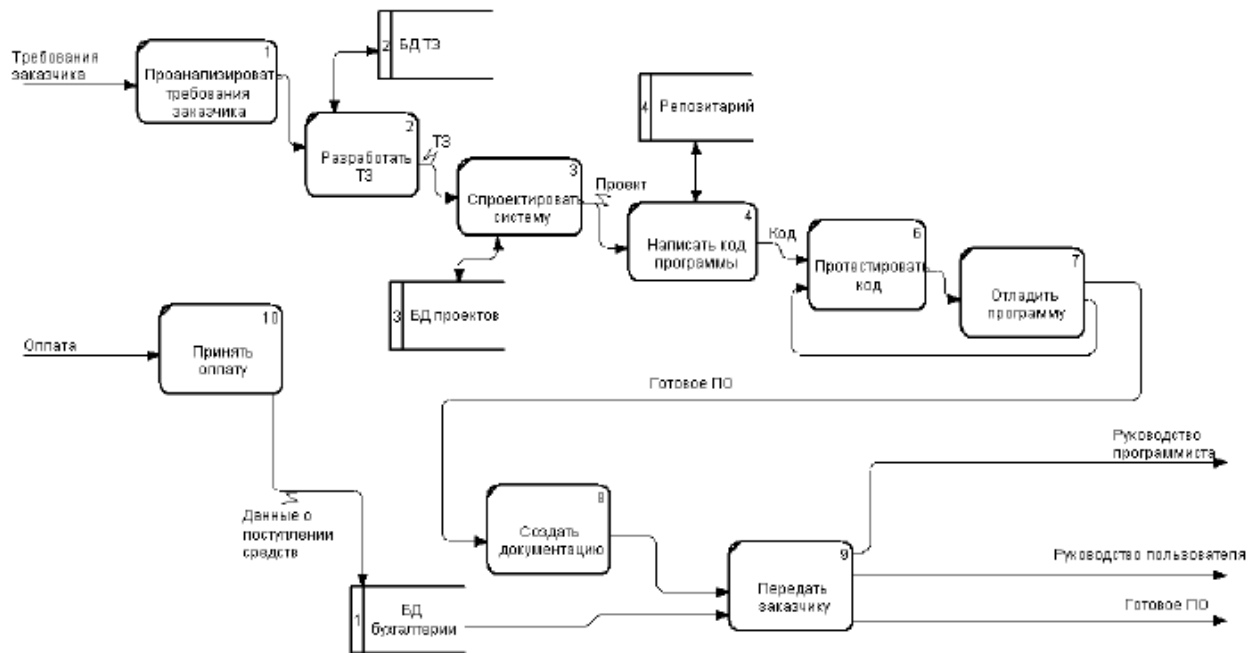 Требования
заказчика
1
Проанализироват
требования
заказчика
2
БД ТЗ
2
Разработать
ТЗ
ТЗ
3
Спроектировать
систему
Проект
4
Репозитарий
4
Написать код
программы
Код
6
Протестировать
код
7
Отладить
программу
3
БД проектов
Оплата
10
Принять
оплату
Готовое ПО
Руководство
программиста
Данные о
поступлении
средств
8
Создать
документацию
9
Передать
заказчику
Руководство пользователя
Готовое ПО
1
БД
бухгалтерии